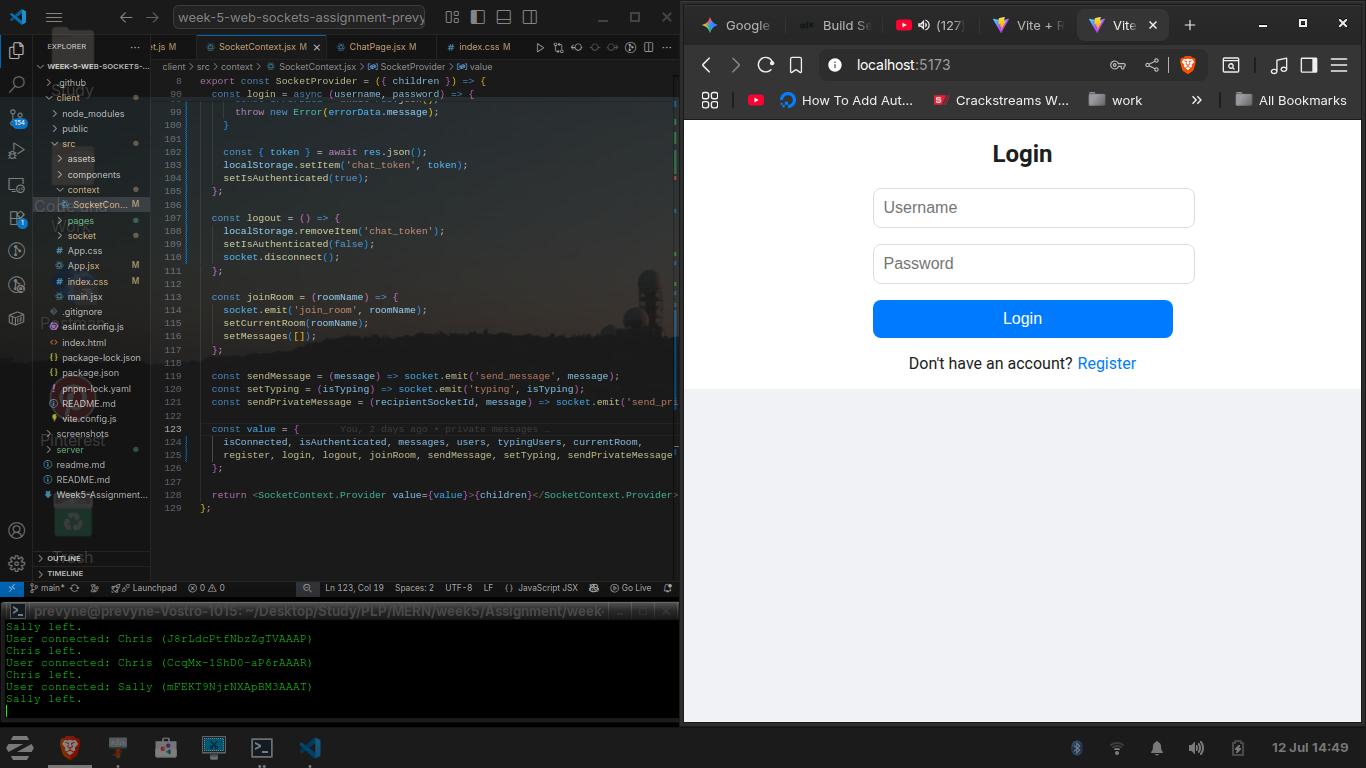 week-5-web-sockets-assignment-prevy
EXPLORER
WEEK-5-WEB-SOCKETS-...
.github
client
node_modules
public
src
assets
components
context
SocketCon... M
pages
socket
App.css
App.jsx M
index.css M
main.jsx
.gitignore
eslint.config.js
index.html
package-lock.json
package.json
pnpm-lock.yaml
README.md
vite.config.js
screenshots
server
readme.md
README.md
Week5-Assignment...
OUTLINE
TIMELINE
Study
Work
Postman
Pinterest
Trash
154
1
et.js M
SocketContext.jsx M
ChatPage.jsx M
index.css M
client > src > context > SocketContext.jsx > SocketProvider > value
8 export const SocketProvider = ({ children }) => {
90 const login = async (username, password) => {
99 throw new Error(errorData.message);
100 }
101
102 const { token } = await res.json();
103 localStorage.setItem('chat_token', token);
104 setIsAuthenticated(true);
105 };
106
107 const logout = () => {
108 localStorage.removeItem('chat_token');
109 setIsAuthenticated(false);
110 socket.disconnect();
111 };
112
113 const joinRoom = (roomName) => {
114 socket.emit('join_room', roomName);
115 setCurrentRoom(roomName);
116 setMessages([]);
117 };
118
119 const sendMessage = (message) => socket.emit('send_message', message);
120 const setTyping = (isTyping) => socket.emit('typing', isTyping);
121 const sendPrivateMessage = (recipientSocketId, message) => socket.emit('send_pri
122
123 const value = { You, 2 days ago • private messages …
124 isConnected, isAuthenticated, messages, users, typingUsers, currentRoom,
125 register, login, logout, joinRoom, sendMessage, setTyping, sendPrivateMessage
126 };
127
128 return <SocketContext.Provider value={value}>{children}</SocketContext.Provider>
129 };
main* Launchpad 0 0 Ln 123, Col 19 Spaces: 2 UTF-8 LF {} JavaScript JSX Go Live
prevyne@prevyne-Vostro-1015: ~/Desktop/Study/PLP/MERN/week5/Assignment/week-
Sally left.
User connected: Chris (J8rLdcPtfNbzZgTVAAAP)
Chris left.
User connected: Chris (CcqMx-1ShD0-aP6rAAAR)
Chris left.
User connected: Sally (mFEKT9NjrNXApBM3AAAT)
Sally left.
Google
Build Se
(127)
Vite + R
Vite
localhost:5173
How To Add Aut...
Crackstreams W...
work
All Bookmarks
Login
Username
Password
Login
Don't have an account? Register
12 Jul 14:49